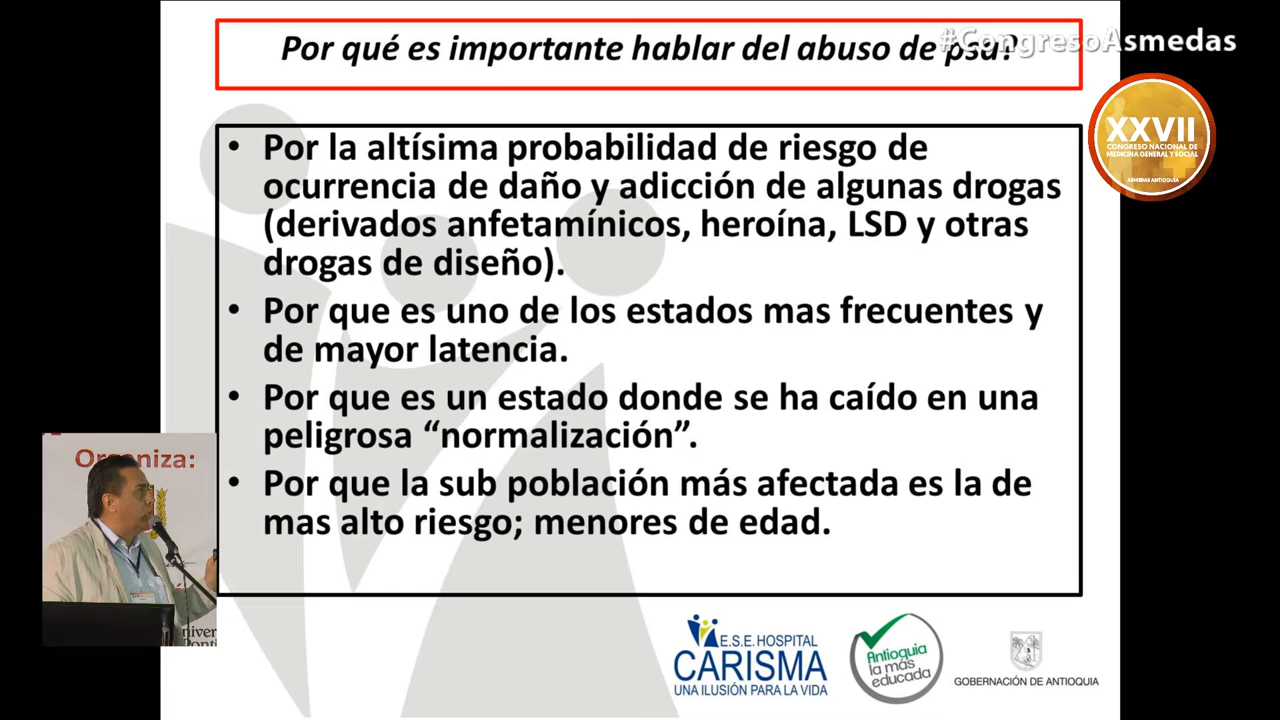 Por qué es importante hablar del abuso de psa?
#CongresoAsmedas
XXVII
CONGRESO NACIONAL DE
MEDICINA GENERAL Y SOCIAL
ASMEDAS ANTIOQUIA
• Por la altísima probabilidad de riesgo de
ocurrencia de daño y adicción de algunas drogas
(derivados anfetamínicos, heroína, LSD y otras
drogas de diseño).
• Por que es uno de los estados mas frecuentes y
de mayor latencia.
• Por que es un estado donde se ha caído en una
peligrosa “normalización”.
• Por que la sub población más afectada es la de
mas alto riesgo; menores de edad.
Organiza:
E.S.E. HOSPITAL
CARISMA
UNA ILUSIÓN PARA LA VIDA
Antioquia
la más
educada
GOBERNACIÓN DE ANTIOQUIA